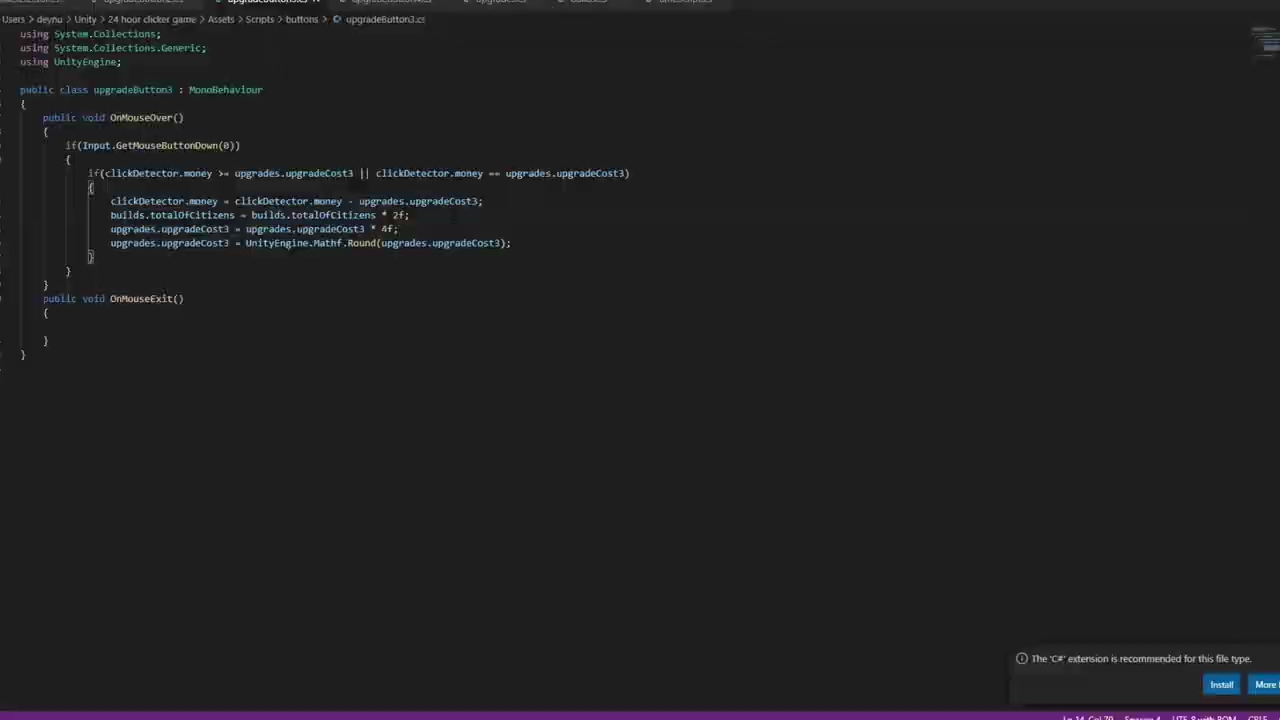 Users > deynu > Unity > 24 hour clicker game > Assets > Scripts > buttons > upgradeButton3.cs
using System.Collections;
using System.Collections.Generic;
using UnityEngine;
public class upgradeButton3 : MonoBehaviour
{
public void OnMouseOver()
{
if(Input.GetMouseButtonDown(0))
{
if(clickDetector.money >= upgrades.upgradeCost3 || clickDetector.money == upgrades.upgradeCost3)
{
clickDetector.money = clickDetector.money - upgrades.upgradeCost3;
builds.totalOfCitizens = builds.totalOfCitizens * 2f;
upgrades.upgradeCost3 = upgrades.upgradeCost3 * 4f;
upgrades.upgradeCost3 = UnityEngine.Mathf.Round(upgrades.upgradeCost3);
}
}
}
public void OnMouseExit()
{
}
}
The 'C#' extension is recommended for this file type.
Install More